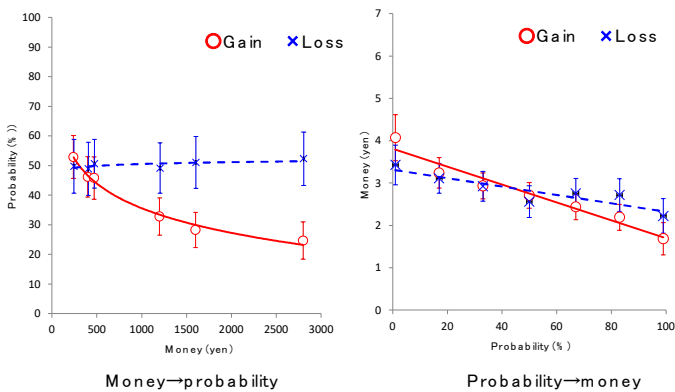 100
90
80
70
60
50
40
30
20
10
0
Probability (%))
Gain Loss
0 500 1000 1500 2000 2500 3000
Money (yen)
Money→probability
7
6
5
4
3
2
1
0
Money (yen)
Gain Loss
0 20 40 60 80 100
Probability (%)
Probability→money